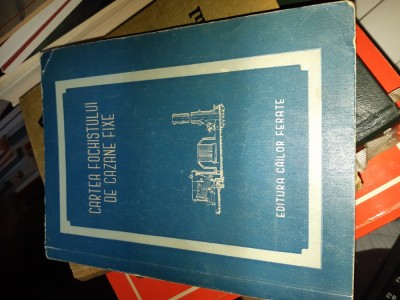 CARTEA FOCHISTULUI
DE CAZANE FIXE
EDITURA CĂILOR FERATE